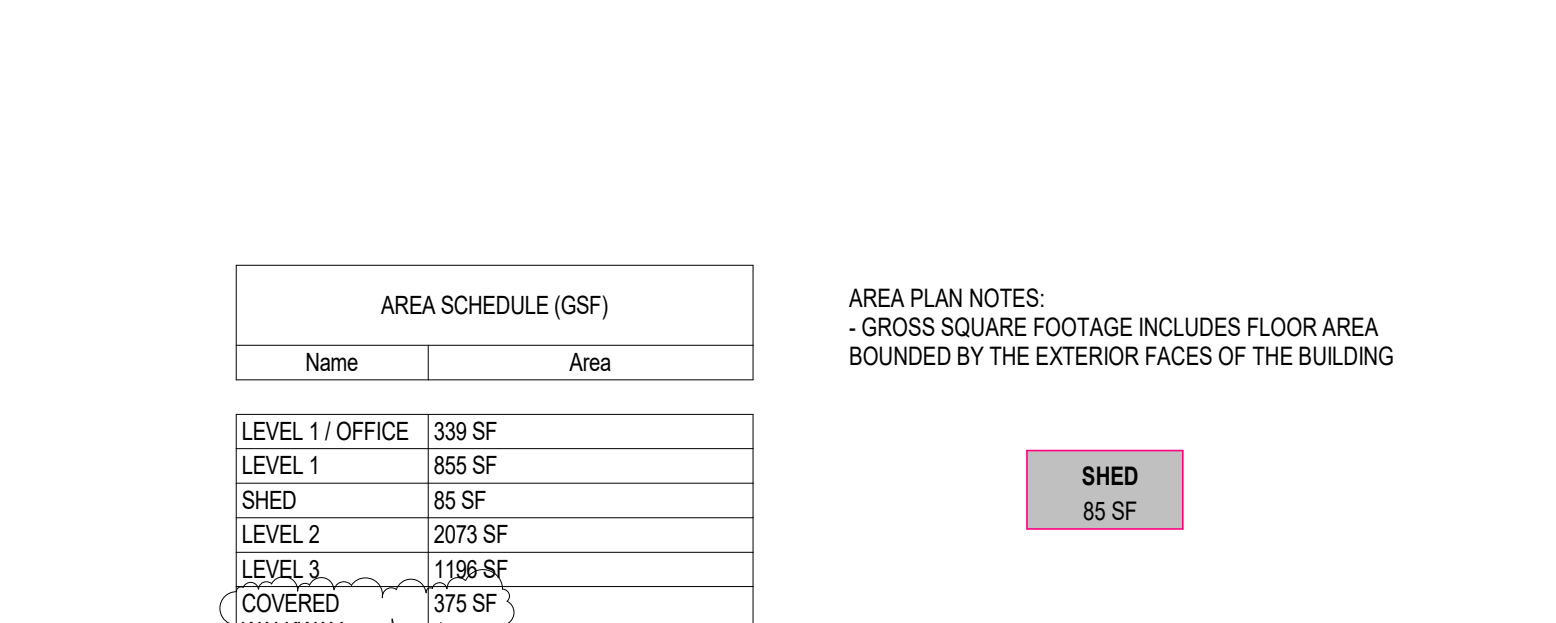 AREA SCHEDULE (GSF)
Name Area
LEVEL 1 / OFFICE 339 SF
LEVEL 1 855 SF
SHED 85 SF
LEVEL 2 2073 SF
LEVEL 3 1196 SF
COVERED 375 SF
AREA PLAN NOTES:
- GROSS SQUARE FOOTAGE INCLUDES FLOOR AREA
BOUNDED BY THE EXTERIOR FACES OF THE BUILDING
SHED
85 SF